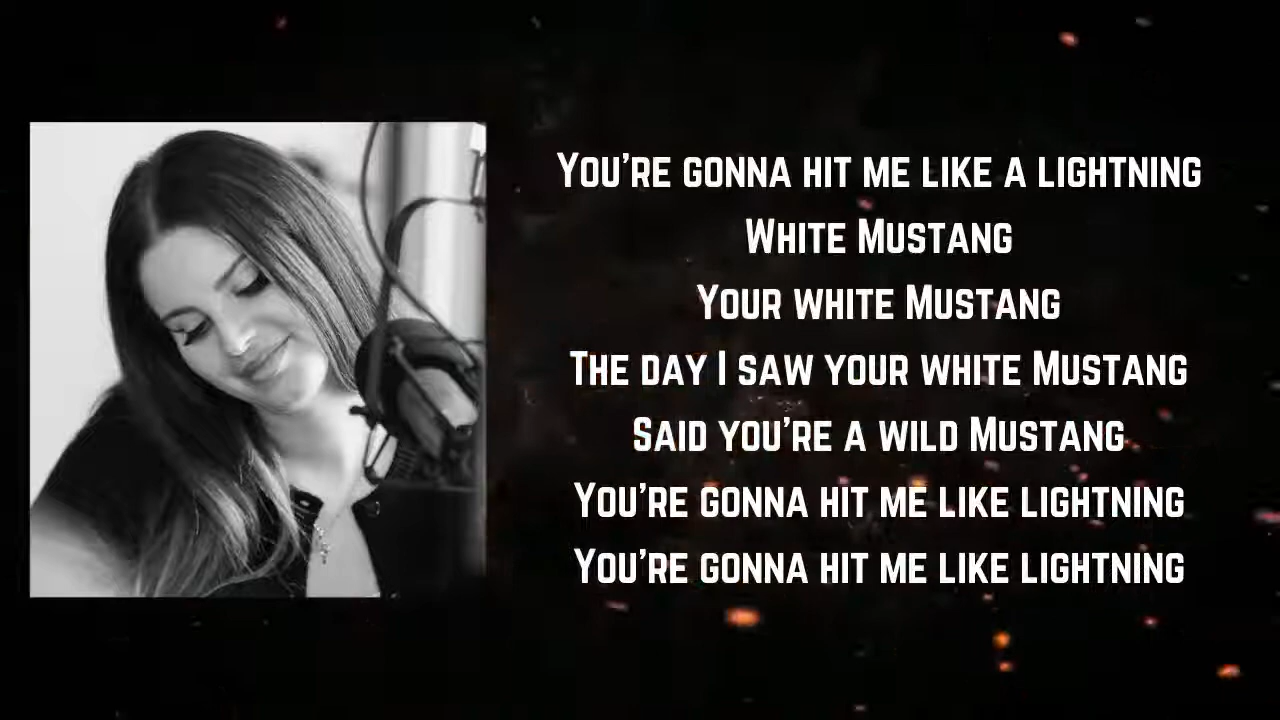 You're gonna hit me like a lightning
White Mustang
Your white Mustang
The day I saw your white Mustang
Said you're a wild Mustang
You're gonna hit me like lightning
You're gonna hit me like lightning